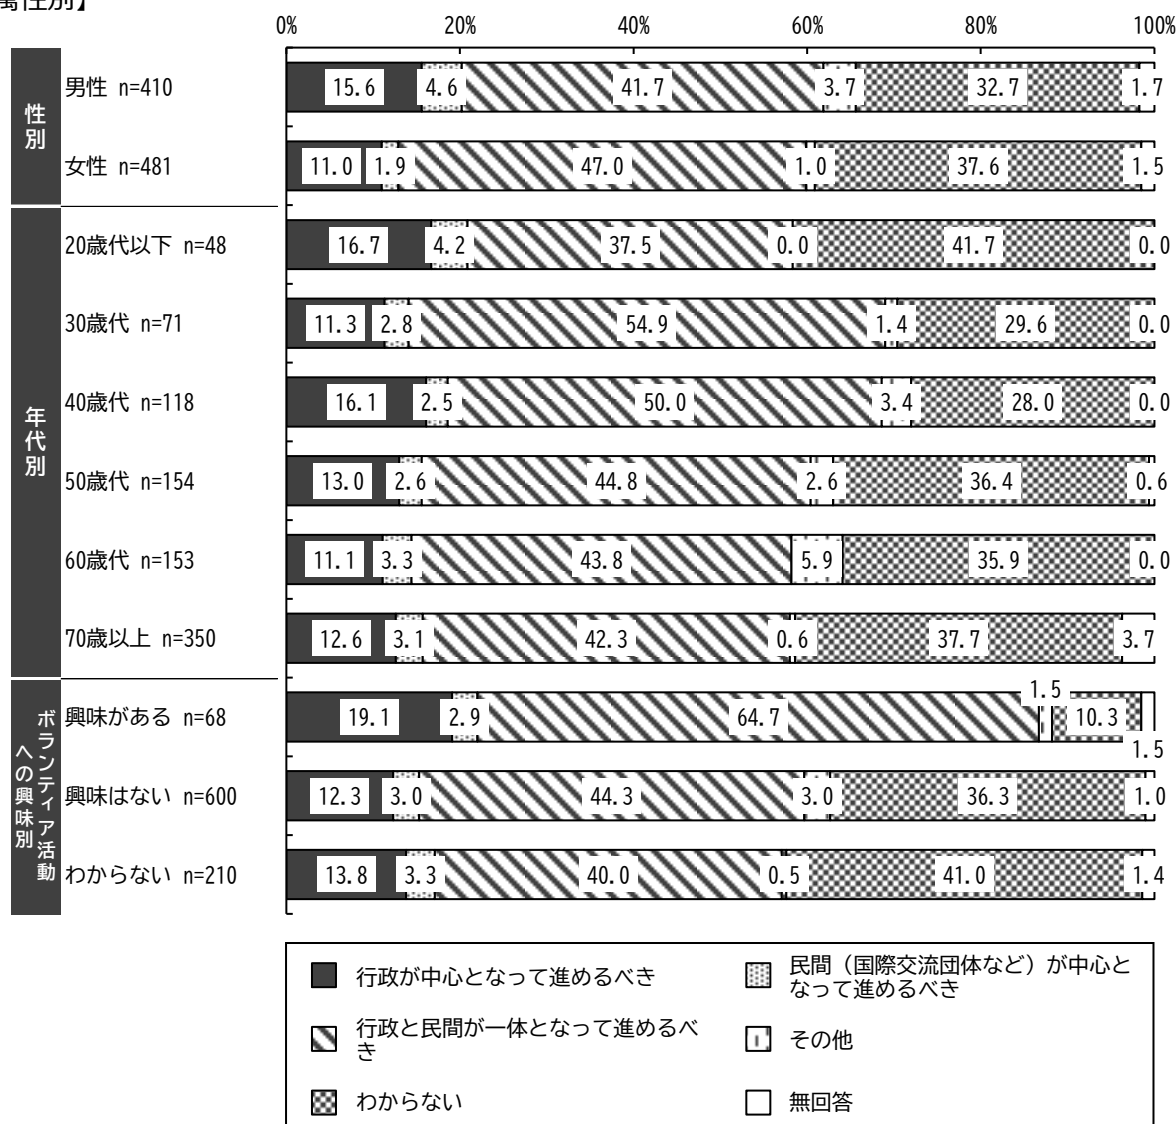 属性別】
0% 20% 40% 60% 80% 100%
性別
男性 n=410 15.6 4.6 41.7 3.7 32.7 1.7
女性 n=481 11.0 1.9 47.0 1.0 37.6 1.5
年代別
20歳代以下 n=48 16.7 4.2 37.5 0.0 41.7 0.0
30歳代 n=71 11.3 2.8 54.9 1.4 29.6 0.0
40歳代 n=118 16.1 2.5 50.0 3.4 28.0 0.0
50歳代 n=154 13.0 2.6 44.8 2.6 36.4 0.6
60歳代 n=153 11.1 3.3 43.8 5.9 35.9 0.0
70歳以上 n=350 12.6 3.1 42.3 0.6 37.7 3.7
ボランティア活動
への興味別
興味がある n=68 19.1 2.9 64.7 1.5 10.3 1.5
興味はない n=600 12.3 3.0 44.3 3.0 36.3 1.0
わからない n=210 13.8 3.3 40.0 0.5 41.0 1.4
行政が中心となって進めるべき
民間（国際交流団体など）が中心と
なって進めるべき
行政と民間が一体となって進めるべ
き
その他
わからない
無回答